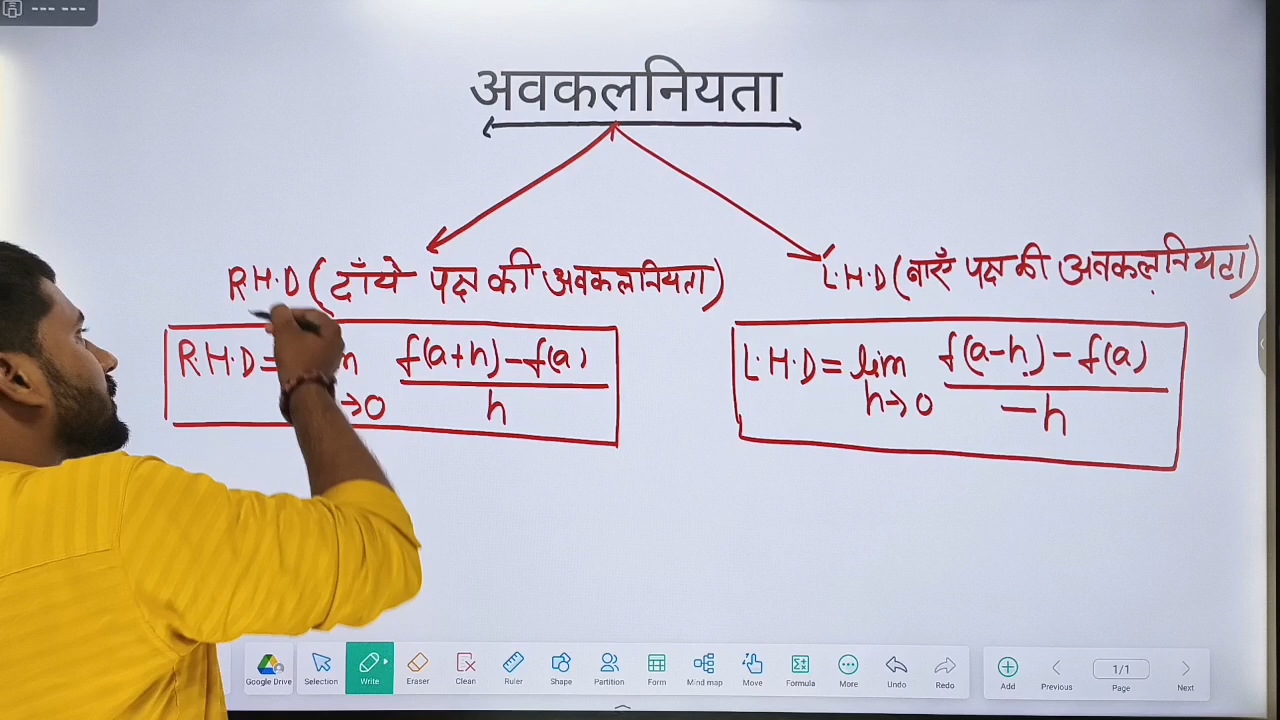 अवकलनियता
R.H.D (दाँये पक्ष की अवकलनियता)
L.H.D (बाएँ पक्ष की अवकलनियता)
R.H.D = f(a+h)-f(a)
→0 h
L.H.D = lim f(a-h)-f(a)
h→0 -h
Google Drive Selection Write Eraser Clean Ruler Shape Partition Form Mind map Move Formula More Undo Redo Add Previous 1/1 Page Next